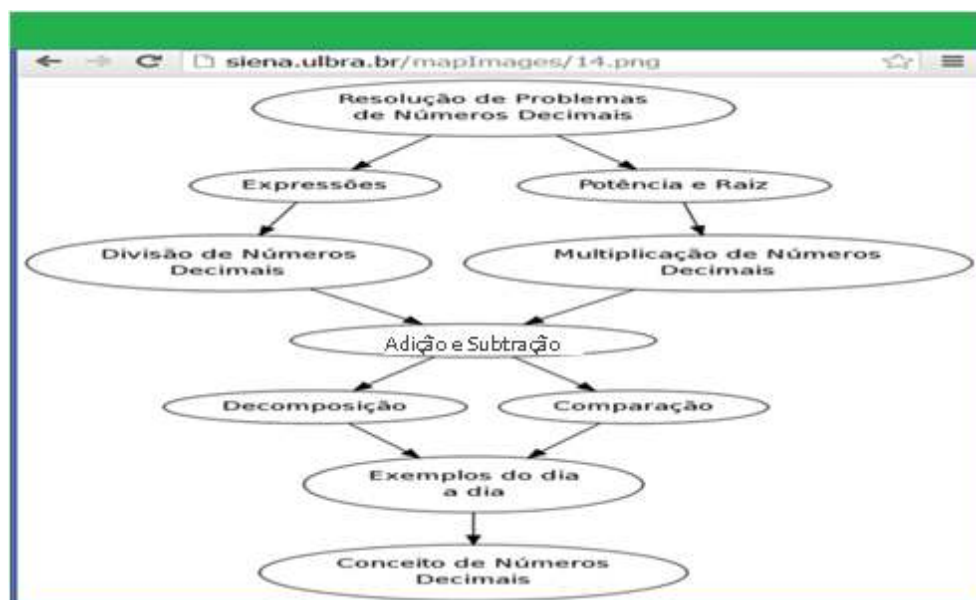 siena.ulbra.br/mapImages/14.png
Resolução de Problemas
de Números Decimais
Expressões
Potência e Raiz
Divisão de Números
Decimais
Multiplicação de Números
Decimais
Adição e Subtração
Decomposição
Comparação
Exemplos do dia
a dia
Conceito de Números
Decimais